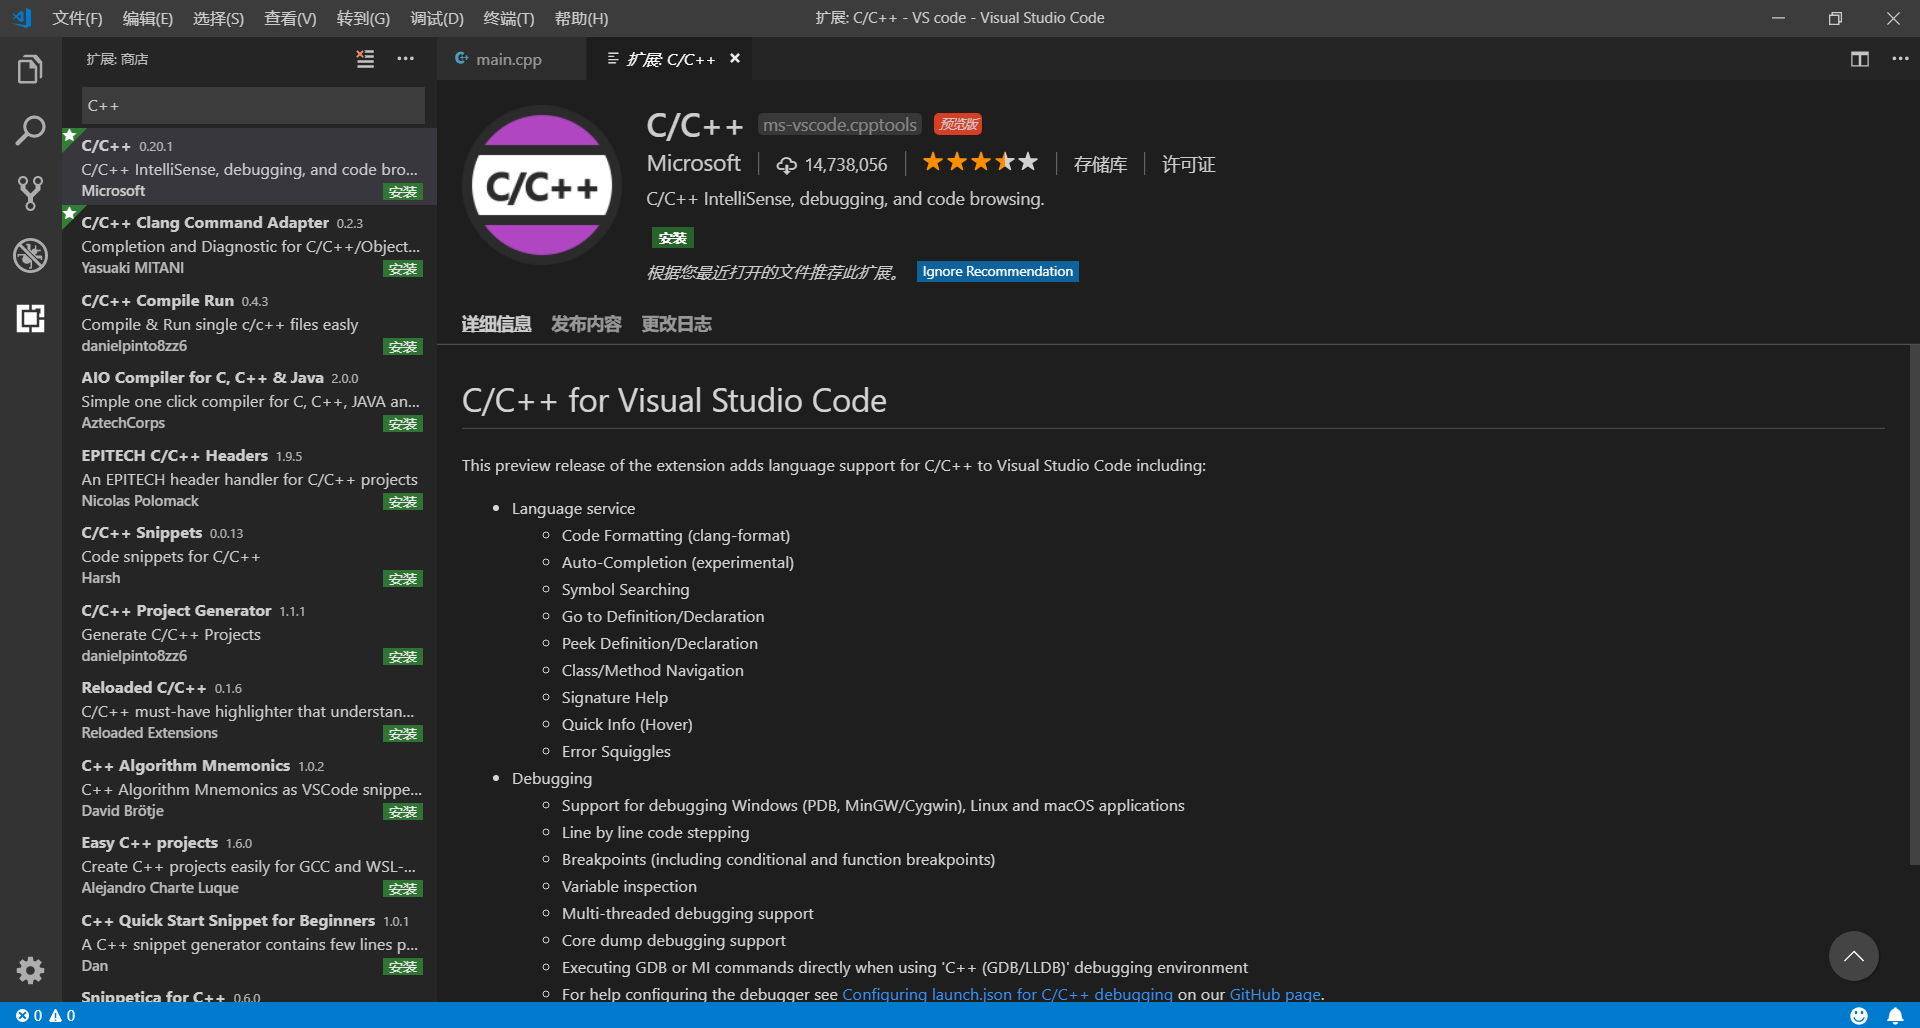 文件(F) 编辑(E) 选择(S) 查看(V) 转到(G) 调试(D) 终端(T) 帮助(H) 扩展: C/C++ - VS code - Visual Studio Code
扩展: 商店
C++
C/C++ 0.20.1
C/C++ IntelliSense, debugging, and code bro...
Microsoft 安装
C/C++ Clang Command Adapter 0.2.3
Completion and Diagnostic for C/C++/Object...
Yasuaki MITANI 安装
C/C++ Compile Run 0.4.3
Compile & Run single c/c++ files easly
danielpinto8zz6 安装
AIO Compiler for C, C++ & Java 2.0.0
Simple one click compiler for C, C++, JAVA an...
AztechCorps 安装
EPITECH C/C++ Headers 1.9.5
An EPITECH header handler for C/C++ projects
Nicolas Polomack 安装
C/C++ Snippets 0.0.13
Code snippets for C/C++
Harsh 安装
C/C++ Project Generator 1.1.1
Generate C/C++ Projects
danielpinto8zz6 安装
Reloaded C/C++ 0.1.6
C/C++ must-have highlighter that understan...
Reloaded Extensions 安装
C++ Algorithm Mnemonics 1.0.2
C++ Algorithm Mnemonics as VSCode snippe...
David Brötje 安装
Easy C++ projects 1.6.0
Create C++ projects easily for GCC and WSL-...
Alejandro Charte Luque 安装
C++ Quick Start Snippet for Beginners 1.0.1
A C++ snippet generator contains few lines p...
Dan 安装
Snippetica for C++ 0.6.0
main.cpp 扩展: C/C++
C/C++
C/C++ ms-vscode.cpptools 预览版
Microsoft 14,738,056 存储库 许可证
C/C++ IntelliSense, debugging, and code browsing.
安装
根据您最近打开的文件推荐此扩展。 Ignore Recommendation
详细信息 发布内容 更改日志
C/C++ for Visual Studio Code
This preview release of the extension adds language support for C/C++ to Visual Studio Code including:
Language service
Code Formatting (clang-format)
Auto-Completion (experimental)
Symbol Searching
Go to Definition/Declaration
Peek Definition/Declaration
Class/Method Navigation
Signature Help
Quick Info (Hover)
Error Squiggles
Debugging
Support for debugging Windows (PDB, MinGW/Cygwin), Linux and macOS applications
Line by line code stepping
Breakpoints (including conditional and function breakpoints)
Variable inspection
Multi-threaded debugging support
Core dump debugging support
Executing GDB or MI commands directly when using 'C++ (GDB/LLDB)' debugging environment
For help configuring the debugger see Configuring launch.json for C/C++ debugging on our GitHub page.
0 0